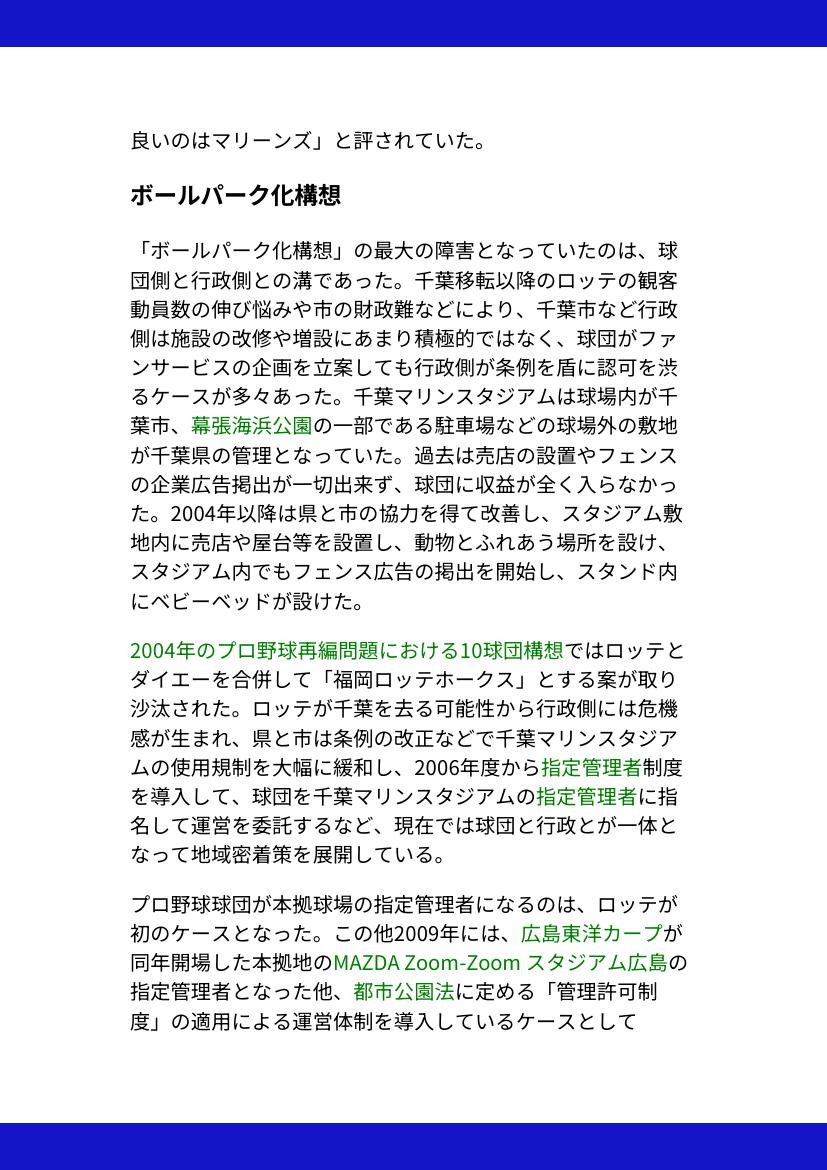 良いのはマリーンズ」と評されていた。
ボールパーク化構想
「ボールパーク化構想」の最大の障害となっていたのは、球
団側と行政側との溝であった。千葉移転以降のロッテの観客
動員数の伸び悩みや市の財政難などにより、千葉市など行政
側は施設の改修や増設にあまり積極的ではなく、球団がファ
ンサービスの企画を立案しても行政側が条例を盾に認可を渋
るケースが多々あった。千葉マリンスタジアムは球場内が千
葉市、幕張海浜公園の一部である駐車場などの球場外の敷地
が千葉県の管理となっていた。過去は売店の設置やフェンス
の企業広告掲出が一切出来ず、球団に収益が全く入らなかっ
た。2004年以降は県と市の協力を得て改善し、スタジアム敷
地内に売店や屋台等を設置し、動物とふれあう場所を設け、
スタジアム内でもフェンス広告の掲出を開始し、スタンド内
にベビーベッドが設けた。
2004年のプロ野球再編問題における10球団構想ではロッテと
ダイエーを合併して「福岡ロッテホークス」とする案が取り
沙汰された。ロッテが千葉を去る可能性から行政側には危機
感が生まれ、県と市は条例の改正などで千葉マリンスタジア
ムの使用規制を大幅に緩和し、2006年度から指定管理者制度
を導入して、球団を千葉マリンスタジアムの指定管理者に指
名して運営を委託するなど、現在では球団と行政とが一体と
なって地域密着策を展開している。
プロ野球球団が本拠球場の指定管理者になるのは、ロッテが
初のケースとなった。この他2009年には、広島東洋カープが
同年開場した本拠地のMAZDA Zoom-Zoom スタジアム広島の
指定管理者となった他、都市公園法に定める「管理許可制
度」の適用による運営体制を導入しているケースとして